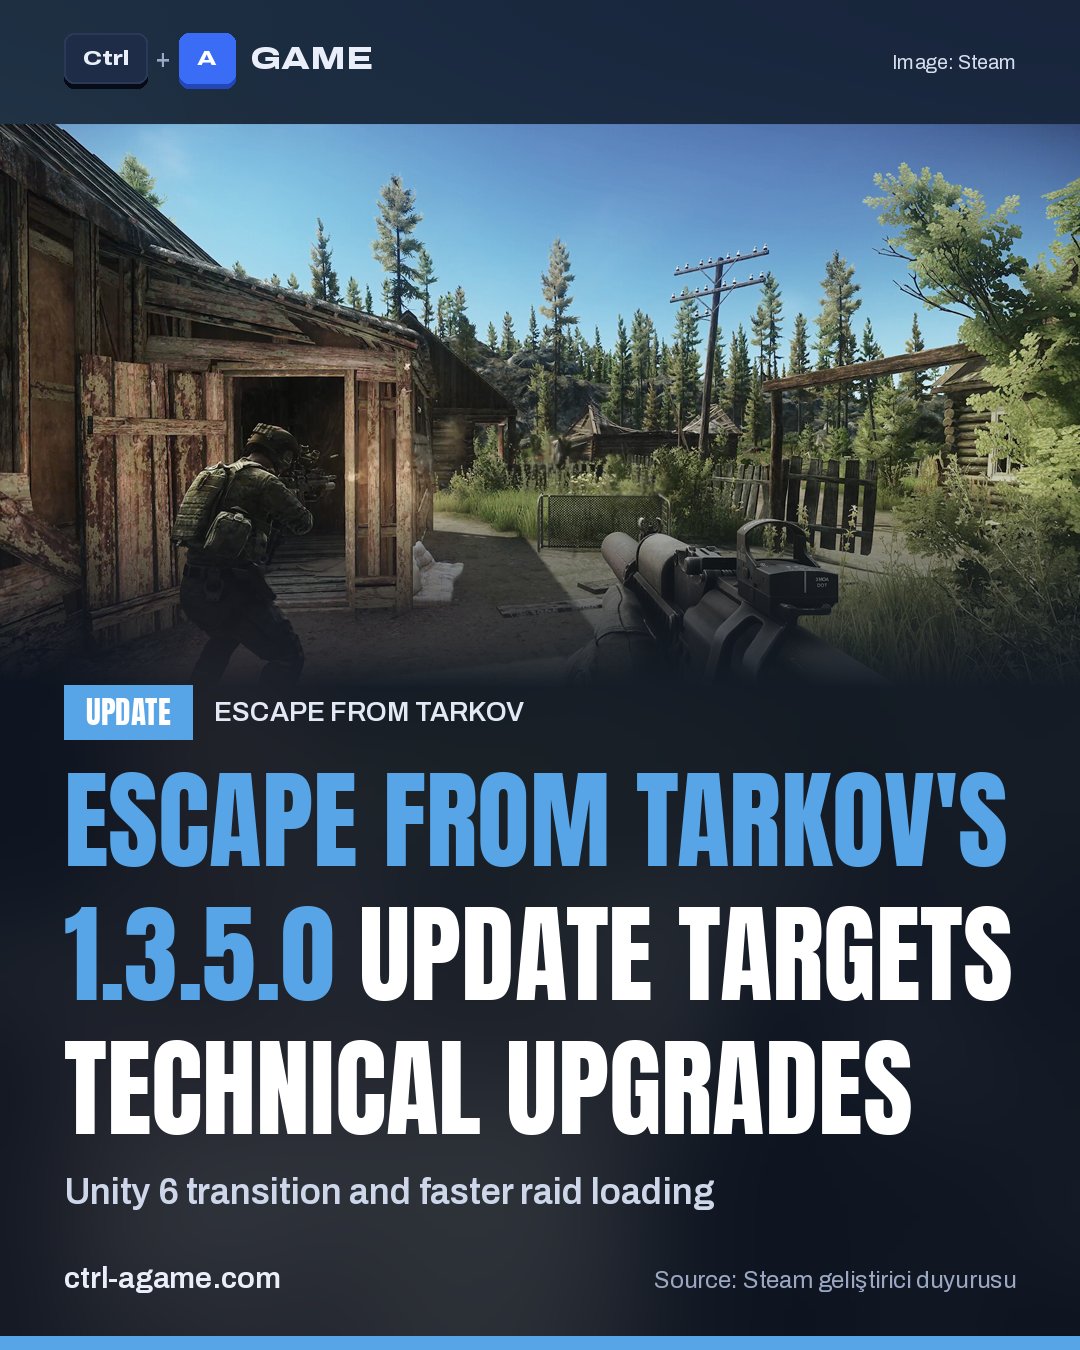 Ctrl + A GAME
Image: Steam
UPDATE ESCAPE FROM TARKOV
ESCAPE FROM TARKOV'S
1.3.5.0 UPDATE TARGETS
TECHNICAL UPGRADES
Unity 6 transition and faster raid loading
ctrl-agame.com
Source: Steam geliştirici duyurusu